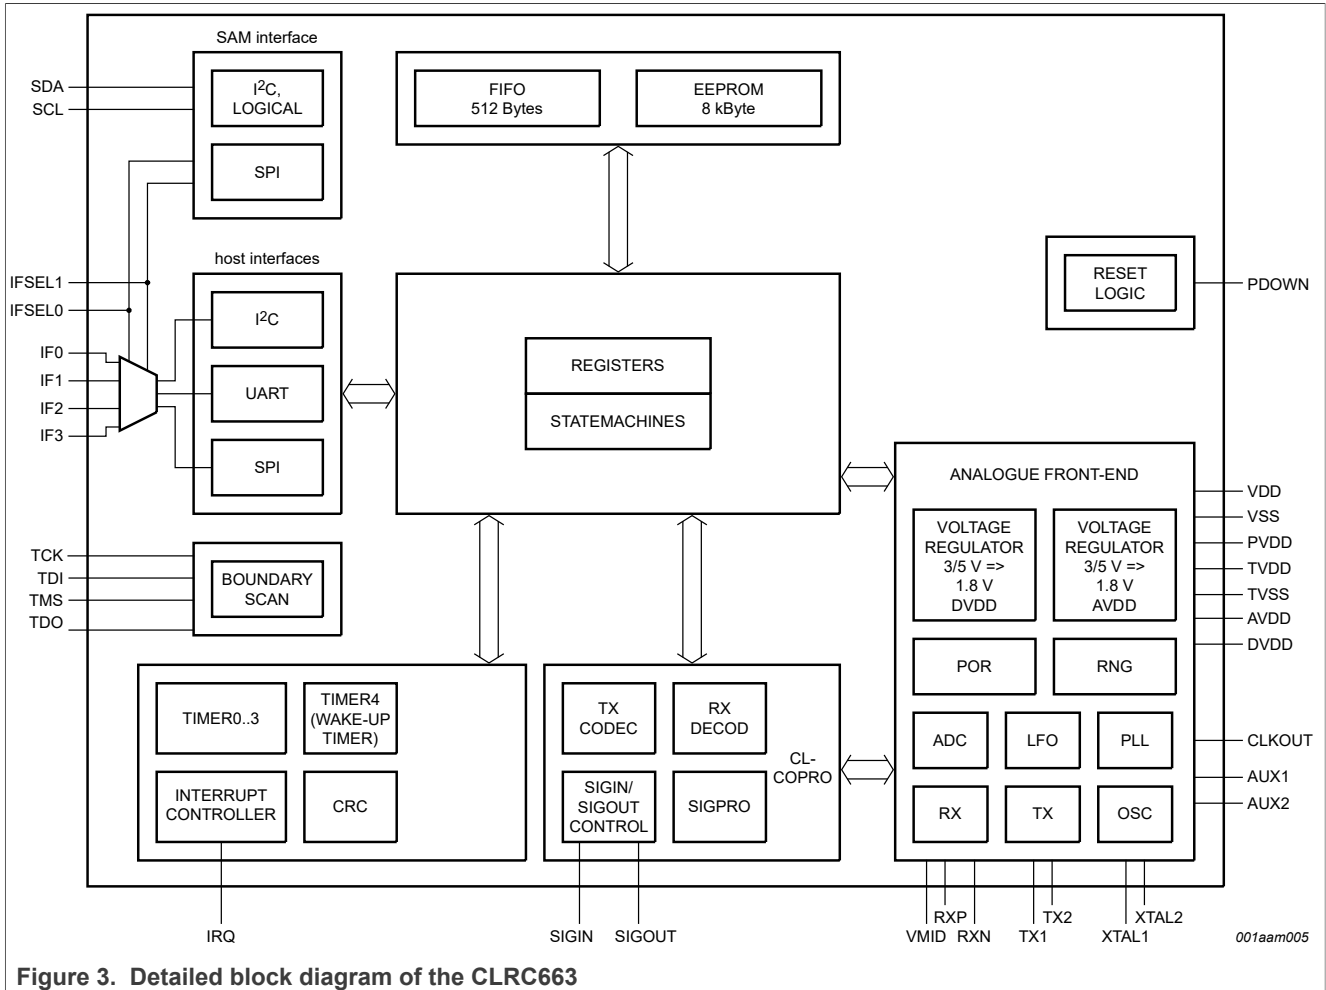 SAM interface
SDA
SCL
I2C,
LOGICAL
SPI
FIFO
512 Bytes
EEPROM
8 kByte
host interfaces
IFSEL1
IFSEL0
IF0
IF1
IF2
IF3
I2C
UART
SPI
REGISTERS
STATEMACHINES
RESET
LOGIC
PDOWN
TCK
TDI
TMS
TDO
BOUNDARY
SCAN
ANALOGUE FRONT-END
VOLTAGE
REGULATOR
3/5 V =>
1.8 V
DVDD
VOLTAGE
REGULATOR
3/5 V =>
1.8 V
AVDD
POR
RNG
ADC
LFO
PLL
RX
TX
OSC
VDD
VSS
PVDD
TVDD
TVSS
AVDD
DVDD
CLKOUT
AUX1
AUX2
TIMER0..3
TIMER4
(WAKE-UP
TIMER)
INTERRUPT
CONTROLLER
CRC
TX
CODEC
RX
DECOD
SIGIN/
SIGOUT
CONTROL
SIGPRO
CL-
COPRO
IRQ
SIGIN
SIGOUT
VMID
RXP
RXN
TX1
TX2
XTAL1
XTAL2
001aam005
Figure 3. Detailed block diagram of the CLRC663